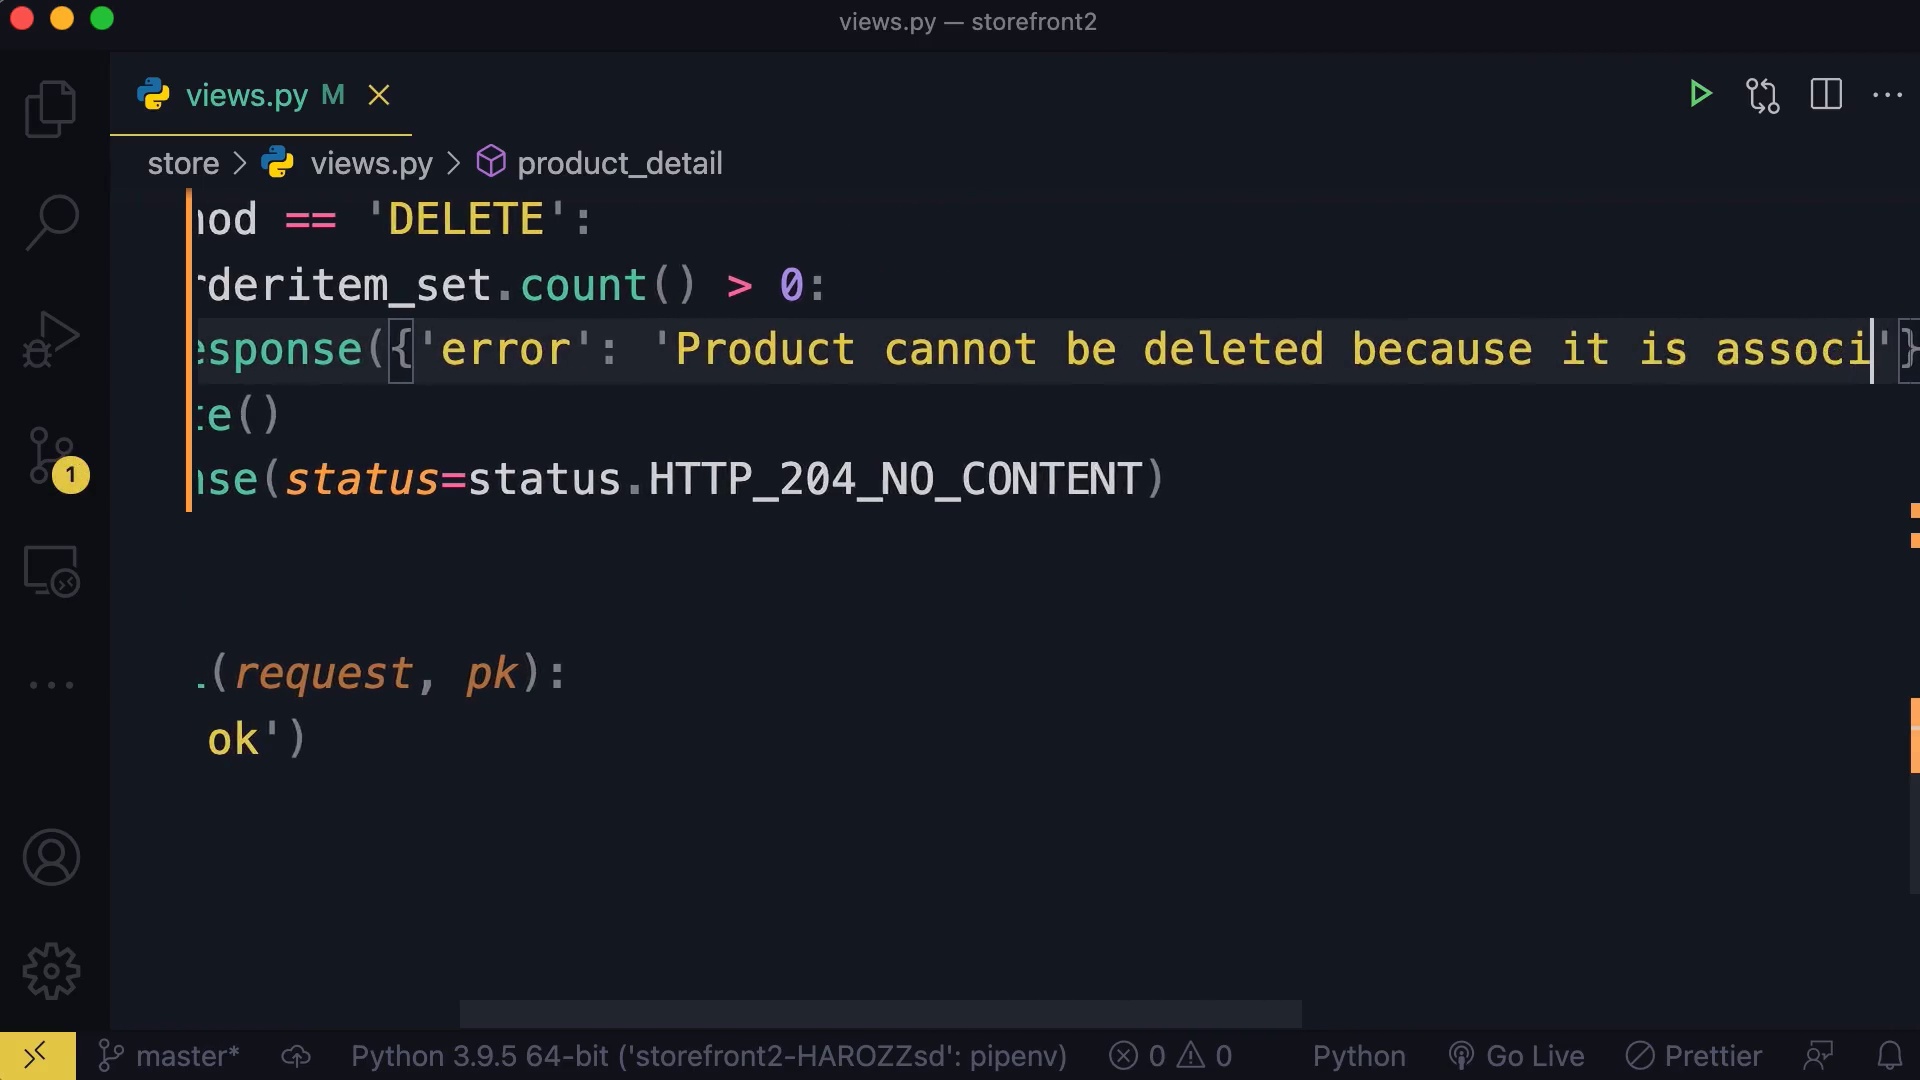 views.py — storefront2
views.py M
store > views.py > product_detail
hod == 'DELETE':
rderitem_set.count() > 0:
esponse({'error': 'Product cannot be deleted because it is associ'}
te()
nse(status=status.HTTP_204_NO_CONTENT)
(request, pk):
ok')
1
master* Python 3.9.5 64-bit ('storefront2-HAROZZsd': pipenv) 0 0 Python Go Live Prettier